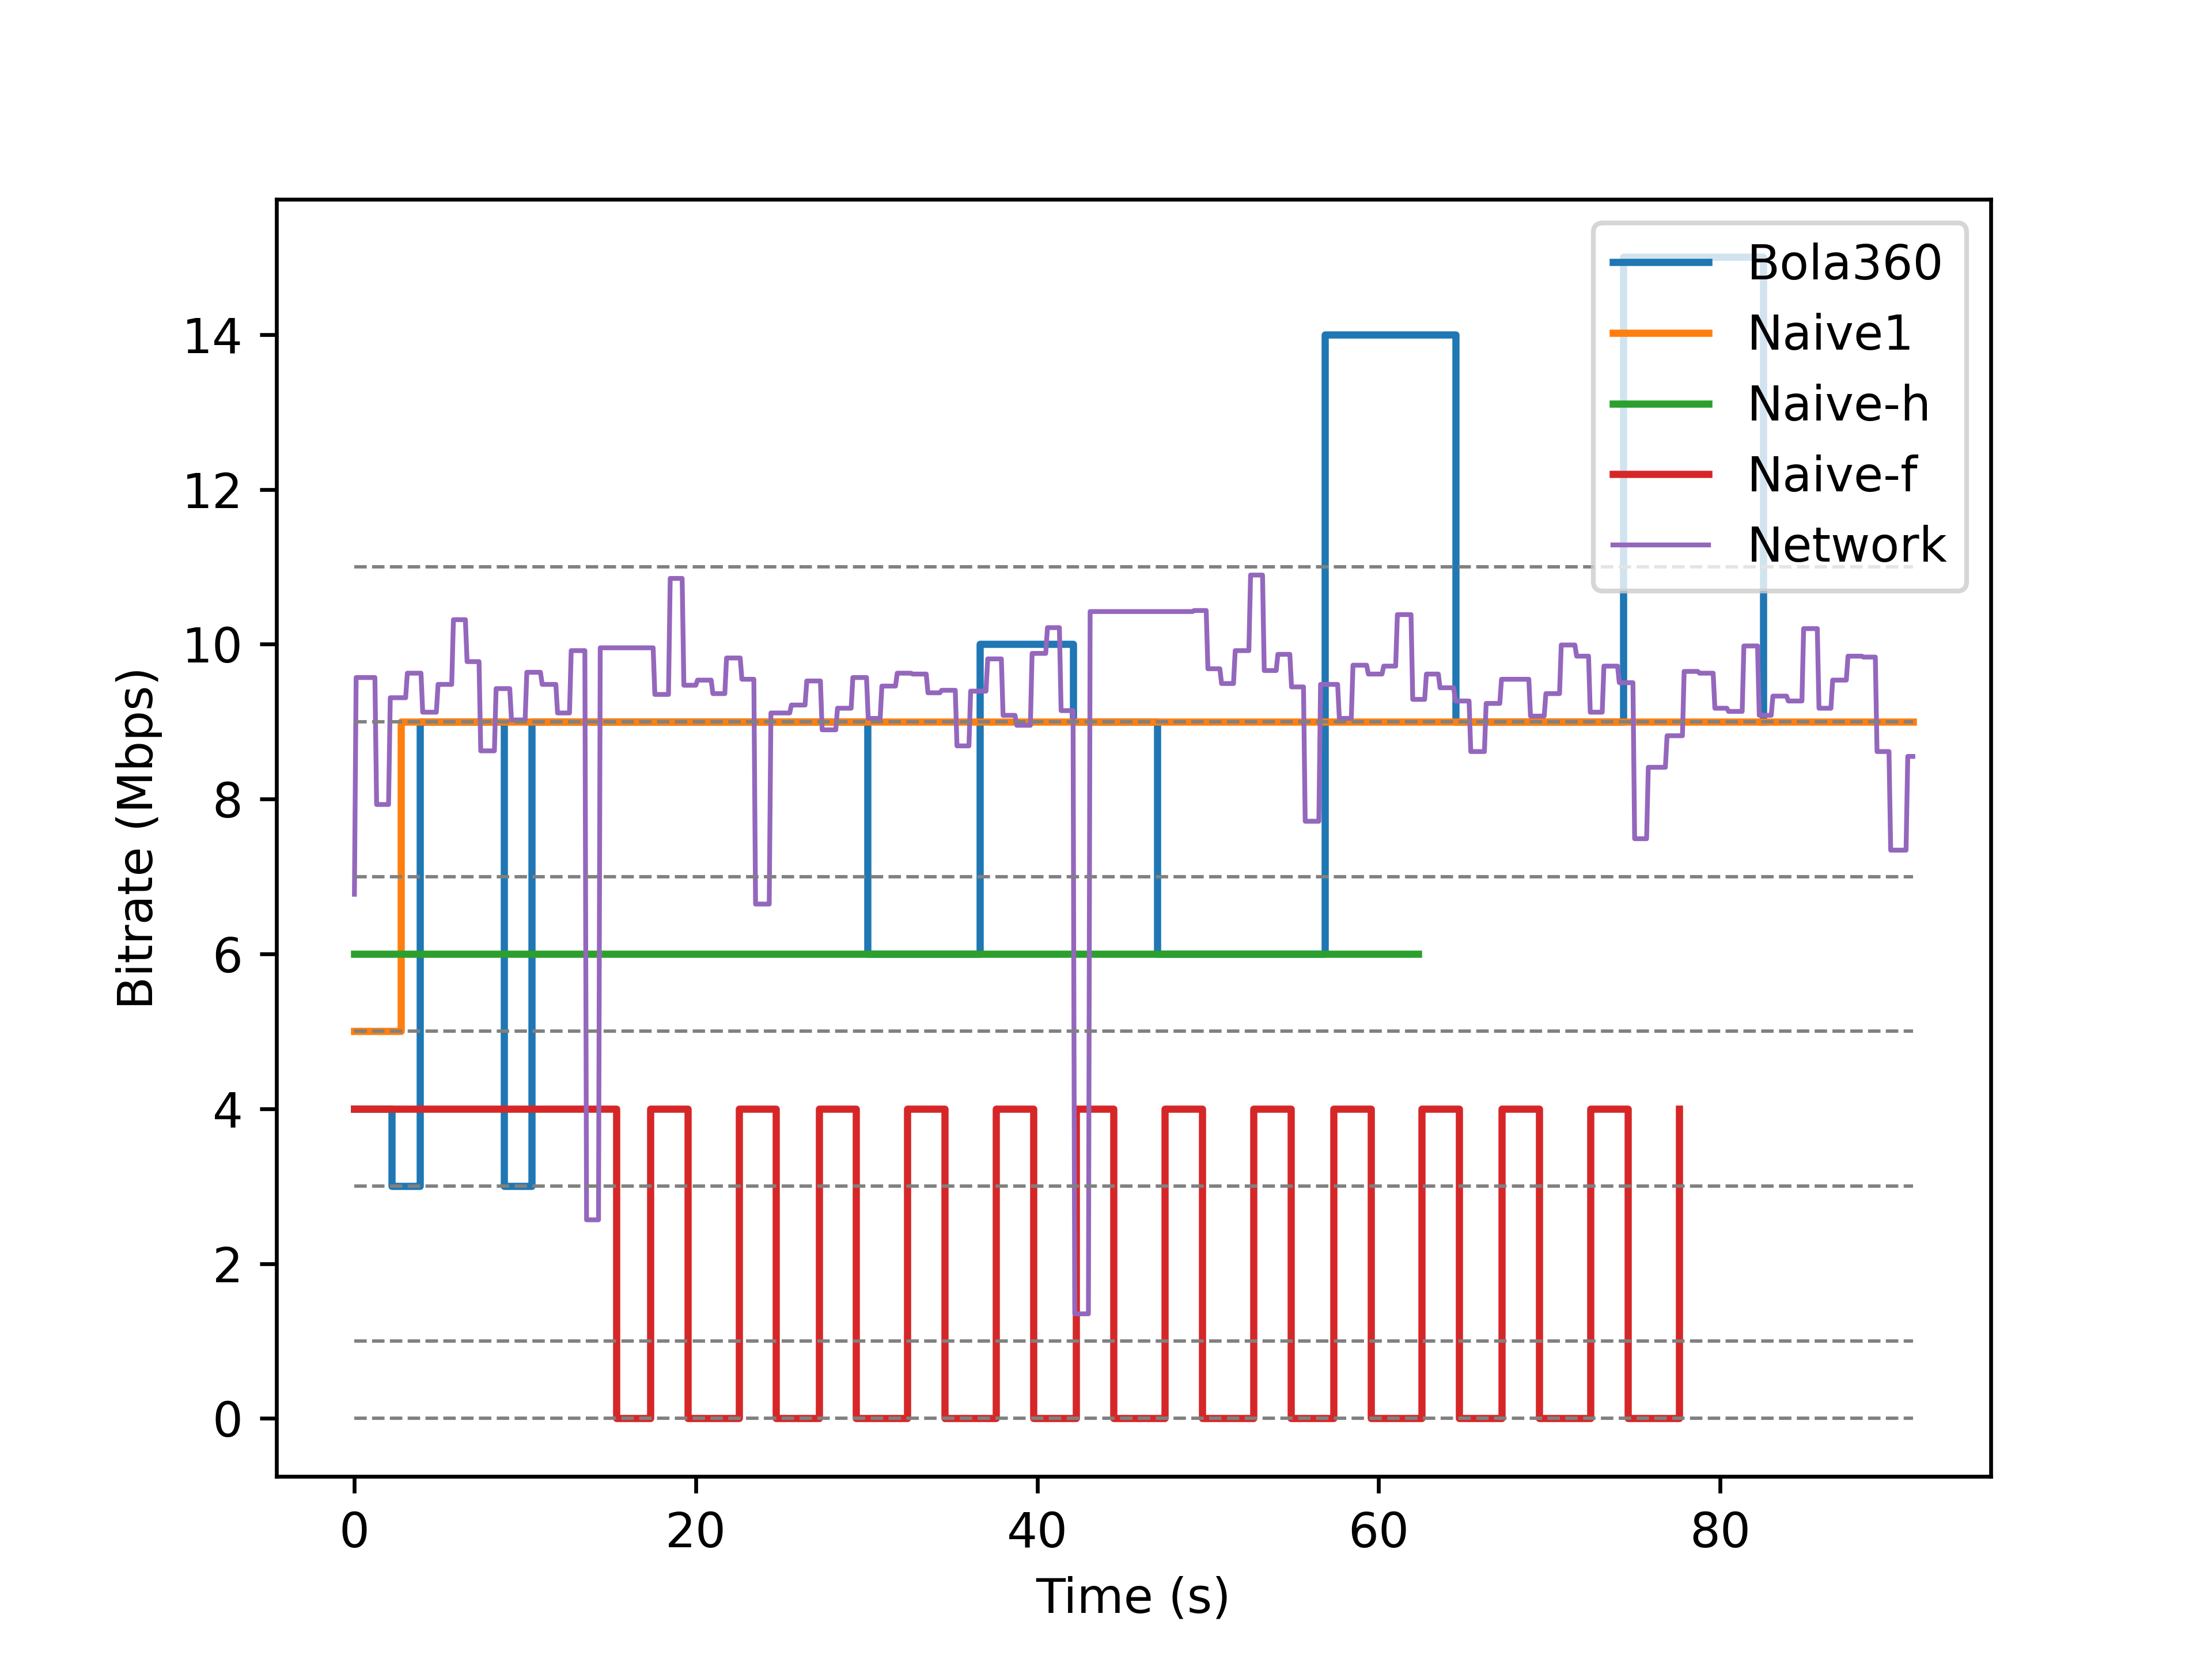 Bola360
Naive1
Naive-h
Naive-f
Network
14
12
10
8
6
4
2
0
Bitrate (Mbps)
0 20 40 60 80
Time (s)